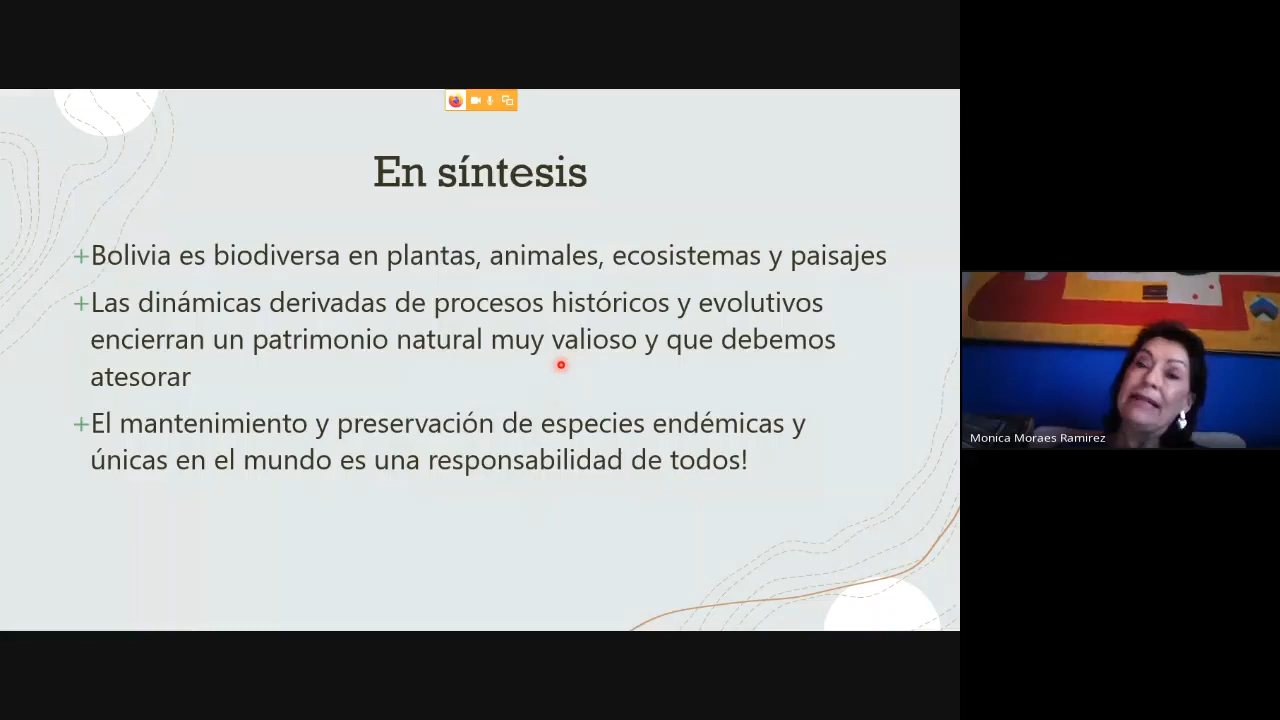 En síntesis
+Bolivia es biodiversa en plantas, animales, ecosistemas y paisajes
+Las dinámicas derivadas de procesos históricos y evolutivos
encierran un patrimonio natural muy valioso y que debemos
atesorar
+El mantenimiento y preservación de especies endémicas y
únicas en el mundo es una responsabilidad de todos!
Monica Moraes Ramirez